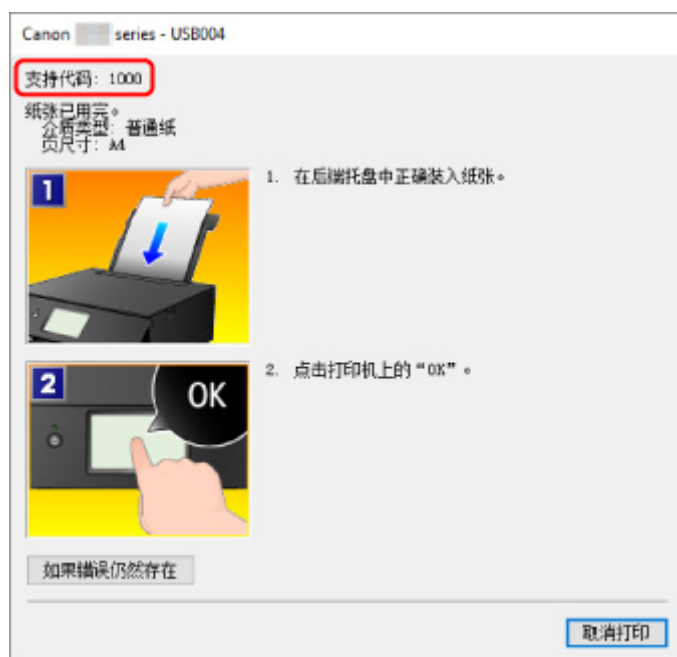 Canon series - USB004
支持代码: 1000
纸张已用完。
介质类型: 普通纸
页尺寸: A4
1
1. 在后端托盘中正确装入纸张。
2
OK
2. 点击打印机上的“OK”。
如果错误仍然存在
取消打印